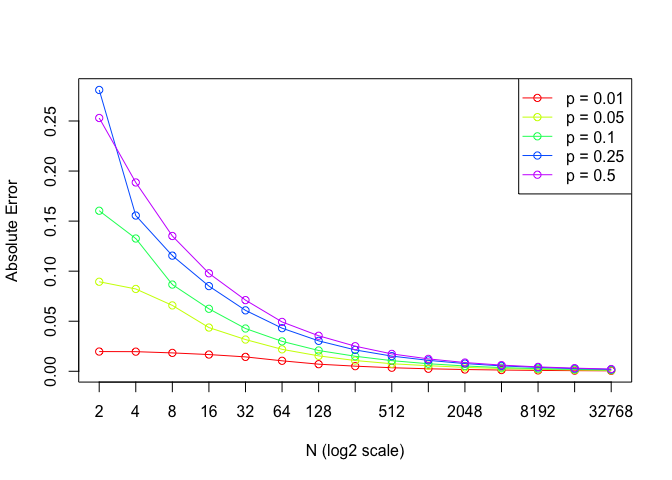 p = 0.01
p = 0.05
p = 0.1
p = 0.25
p = 0.5
Absolute Error
0.25
0.20
0.15
0.10
0.05
0.00
2 4 8 16 32 64 128 512 2048 8192 32768
N (log2 scale)